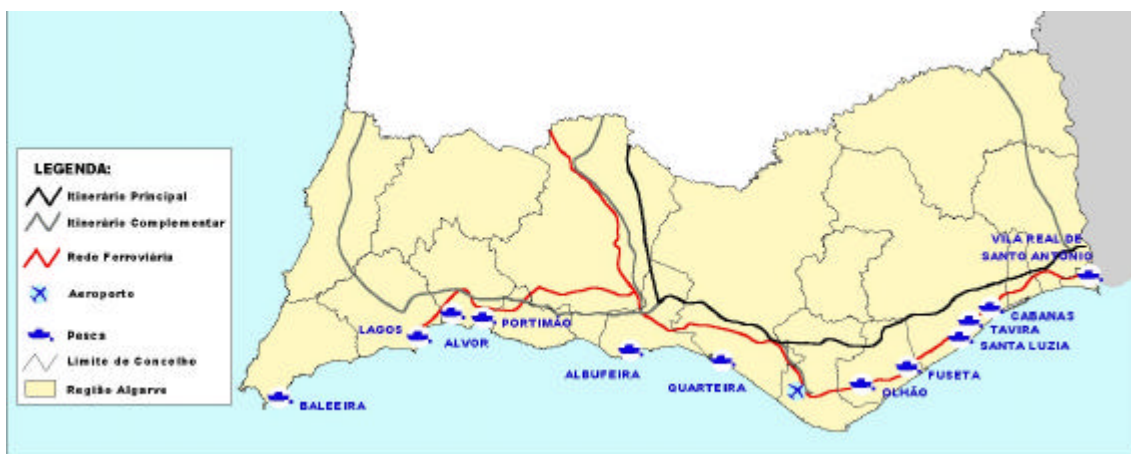 LEGENDA:
Itinerário Principal
Itinerário Complementar
Rede Ferroviária
Aeroporto
Pesca
Limite de Concelho
Região Algarve
VILA REAL DE
SANTO ANTÓNIO
LAGOS
ALVOR
PORTIMÃO
ALBUFEIRA
QUARTEIRA
CABANAS
TAVIRA
SANTA LUZIA
FUSETA
OLHÃO
BALEEIRA